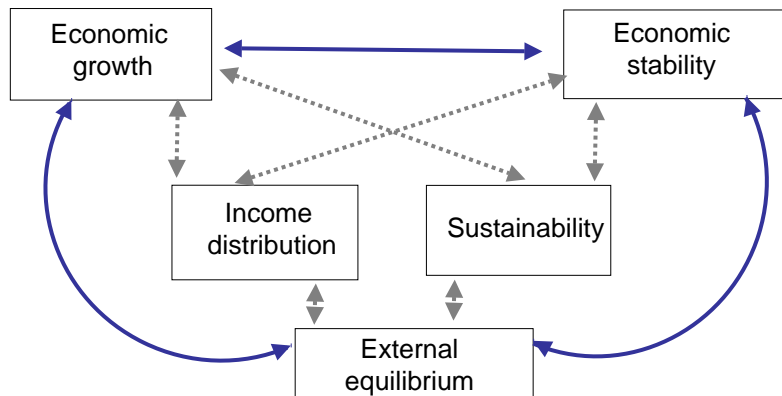 Economic
growth
Economic
stability
Income
distribution
Sustainability
External
equilibrium